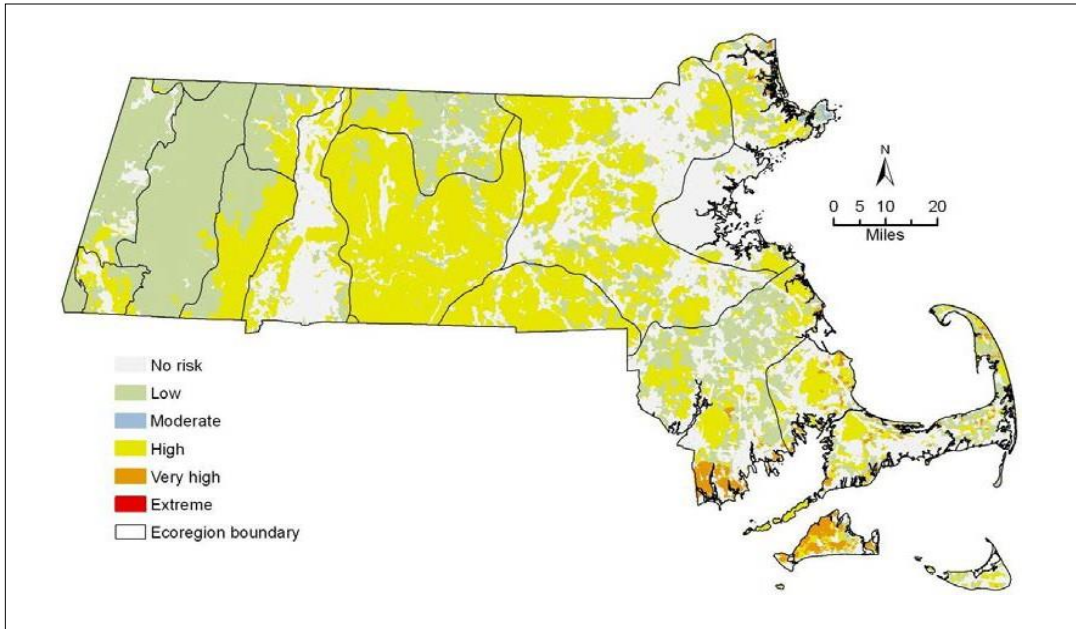 N
0 5 10 20
Miles
No risk
Low
Moderate
High
Very high
Extreme
Ecoregion boundary